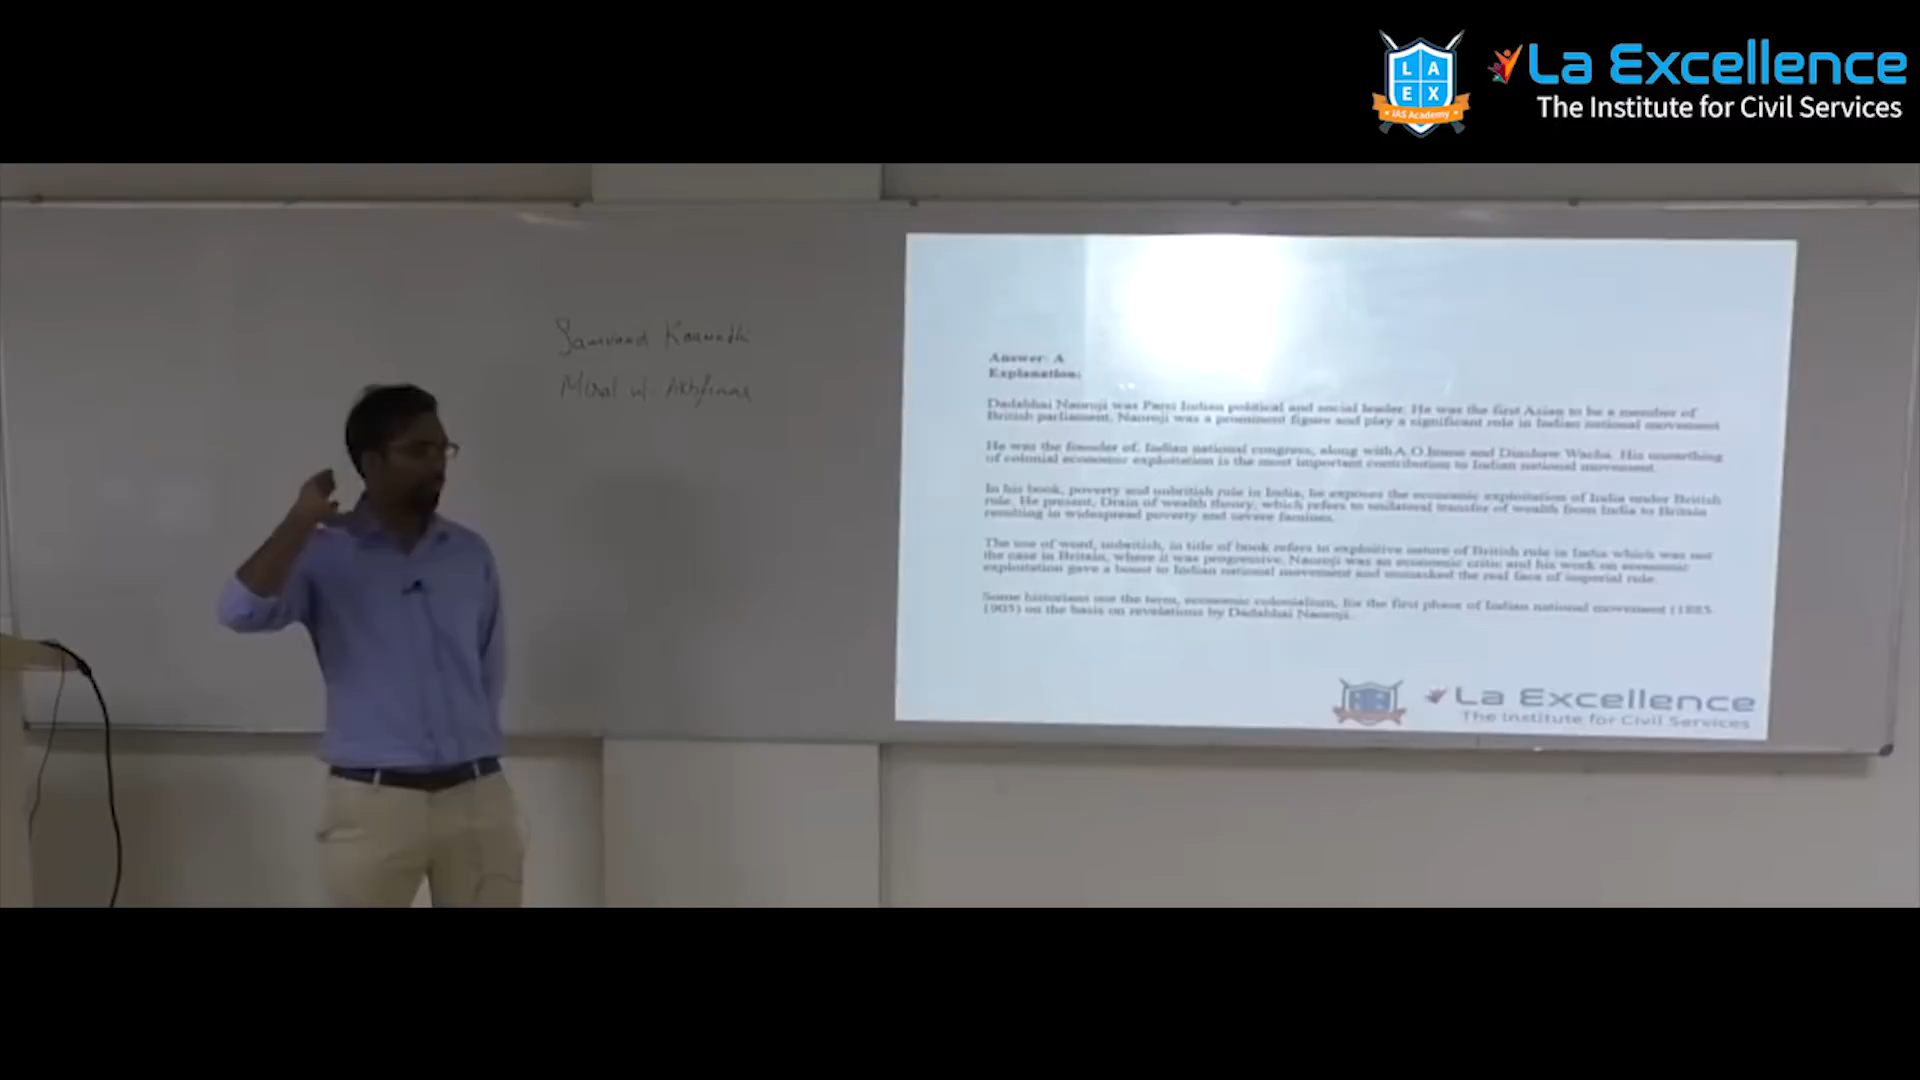 L A
E X
IAS Academy
La Excellence
The Institute for Civil Services
Answer: A
Explanation:
Dadabhai Naoroji was Parsi Indian political and social leader. He was the first Asian to be a member of
British parliament. Naoroji was a prominent figure and play a significant role in Indian national movement
He was the founder of, Indian national congress, along with A.O.hume and Dinshaw Wacha. His unearthing
of colonial economic exploitation is the most important contribution to Indian national movement.
In his book, poverty and unbritish rule in India, he exposes the economic exploitation of India under British
rule. He present, Drain of wealth theory, which refers to unilateral transfer of wealth from India to Britain
resulting in widespread poverty and severe famines.
The use of word, unbritish, in title of book refers to exploitive nature of British rule in India which was not
the case in Britain, where it was progressive. Naoroji was an economic critic and his work on economic
exploitation gave a boost to Indian national movement and unmasked the real face of imperial rule.
Some historians use the term, economic colonialism, for the first phase of Indian national movement (1885
1905) on the basis on revelations by Dadabhai Naoroji.
La Excellence
The Institute for Civil Services